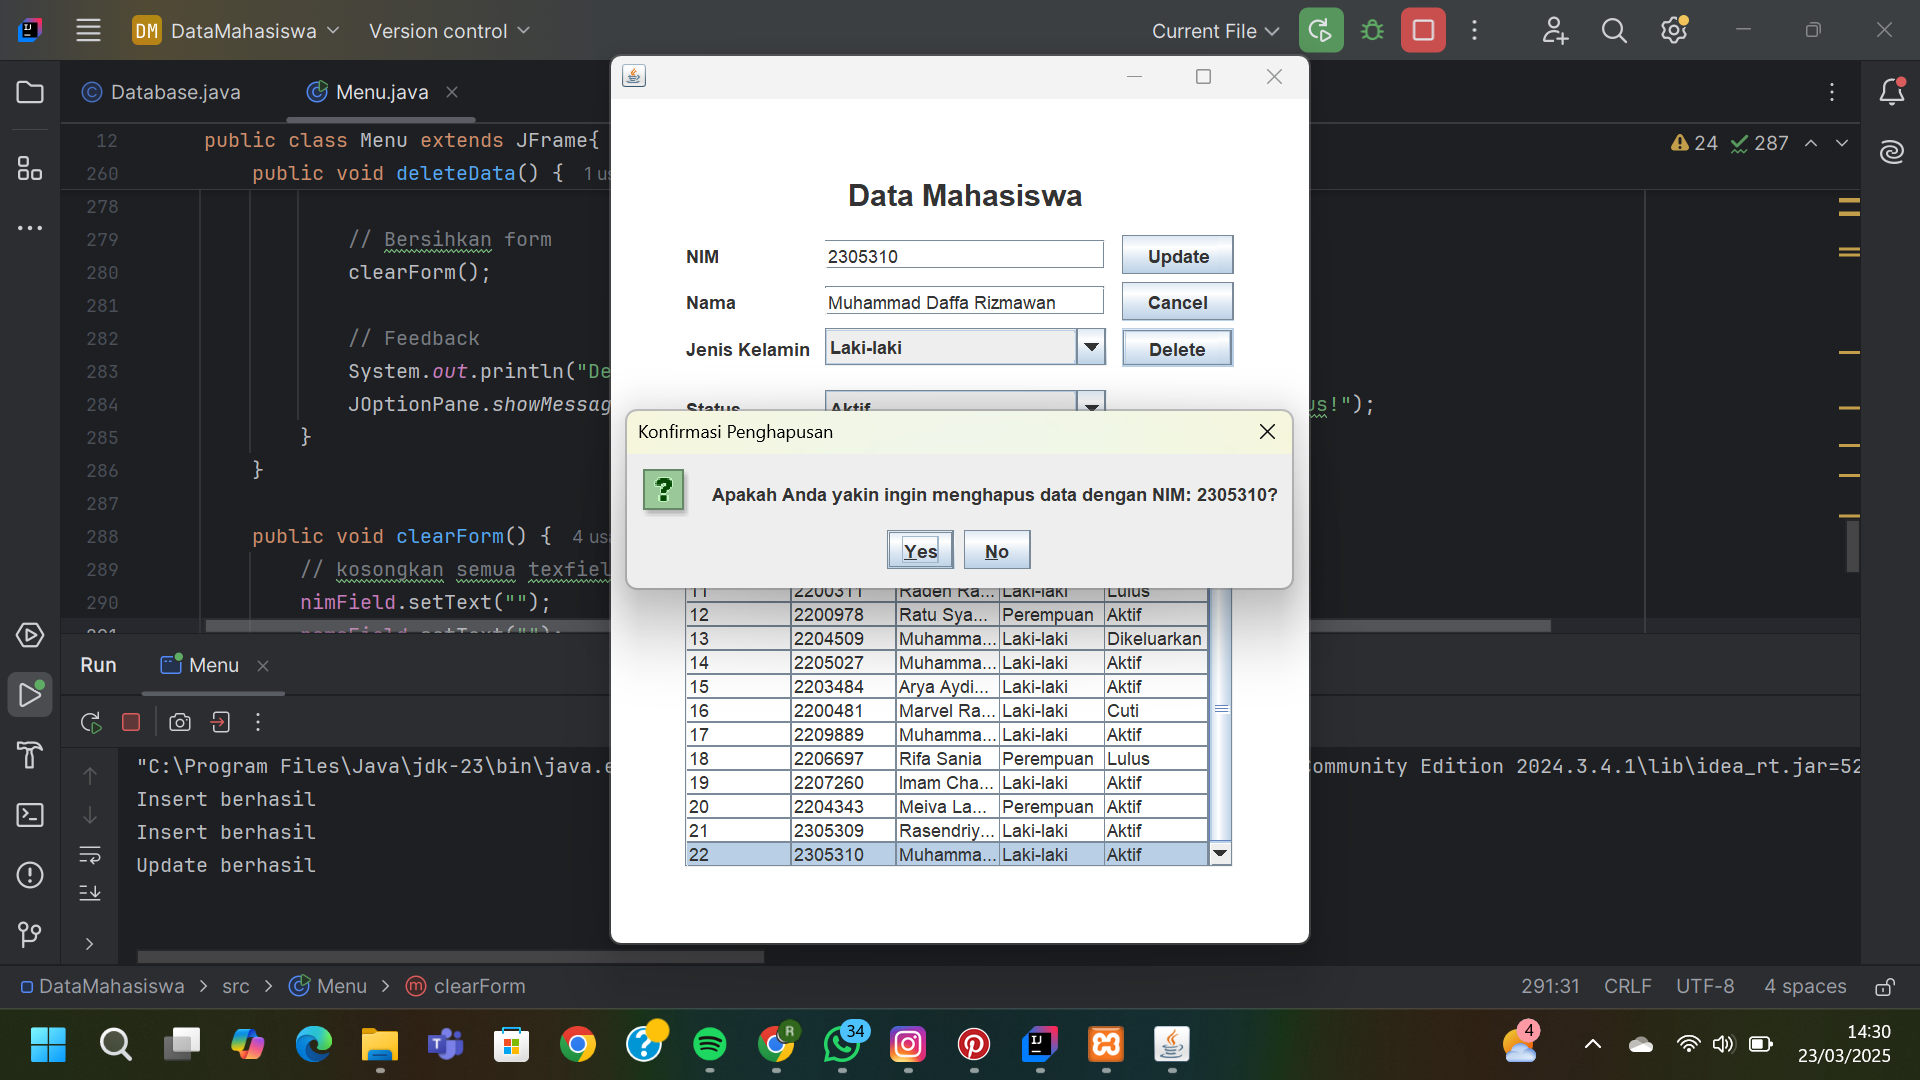 DM DataMahasiswa Version control Current File
Database.java Menu.java
24 287
12 public class Menu extends JFrame{
260 public void deleteData() { 1 us
278
279 // Bersihkan form
280 clearForm();
281
282 // Feedback
283 System.out.println("De
284 JOptionPane.showMessag us!");
285 }
286 }
287
288 public void clearForm() { 4 us
289 // kosongkan semua texfiel
290 nimField.setText("");
Data Mahasiswa
NIM 2305310 Update
Nama Muhammad Daffa Rizmawan Cancel
Jenis Kelamin Laki-laki Delete
Status Aktif
Konfirmasi Penghapusan
Apakah Anda yakin ingin menghapus data dengan NIM: 2305310?
Yes No
11 2200311 Raden Ra... Laki-laki Lulus
12 2200978 Ratu Sya... Perempuan Aktif
13 2204509 Muhamma... Laki-laki Dikeluarkan
14 2205027 Muhamma... Laki-laki Aktif
15 2203484 Arya Aydi... Laki-laki Aktif
16 2200481 Marvel Ra... Laki-laki Cuti
17 2209889 Muhamma... Laki-laki Aktif
18 2206697 Rifa Sania Perempuan Lulus
19 2207260 Imam Cha... Laki-laki Aktif
20 2204343 Meiva La... Perempuan Aktif
21 2305309 Rasendriy... Laki-laki Aktif
22 2305310 Muhamma... Laki-laki Aktif
Run Menu
"C:\Program Files\Java\jdk-23\bin\java.e ommunity Edition 2024.3.4.1\lib\idea_rt.jar=52
Insert berhasil
Insert berhasil
Update berhasil
DataMahasiswa > src > Menu > clearForm
291:31 CRLF UTF-8 4 spaces
34
4
14:30
23/03/2025